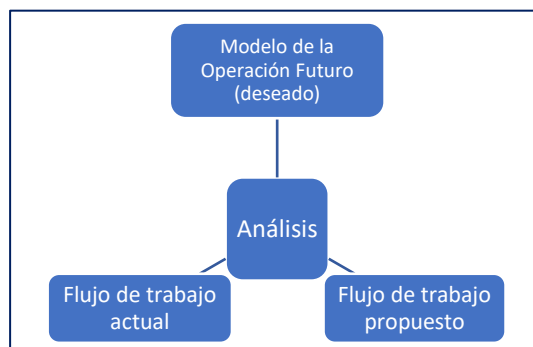 Modelo de la
Operación Futuro
(deseado)
Análisis
Flujo de trabajo
actual
Flujo de trabajo
propuesto